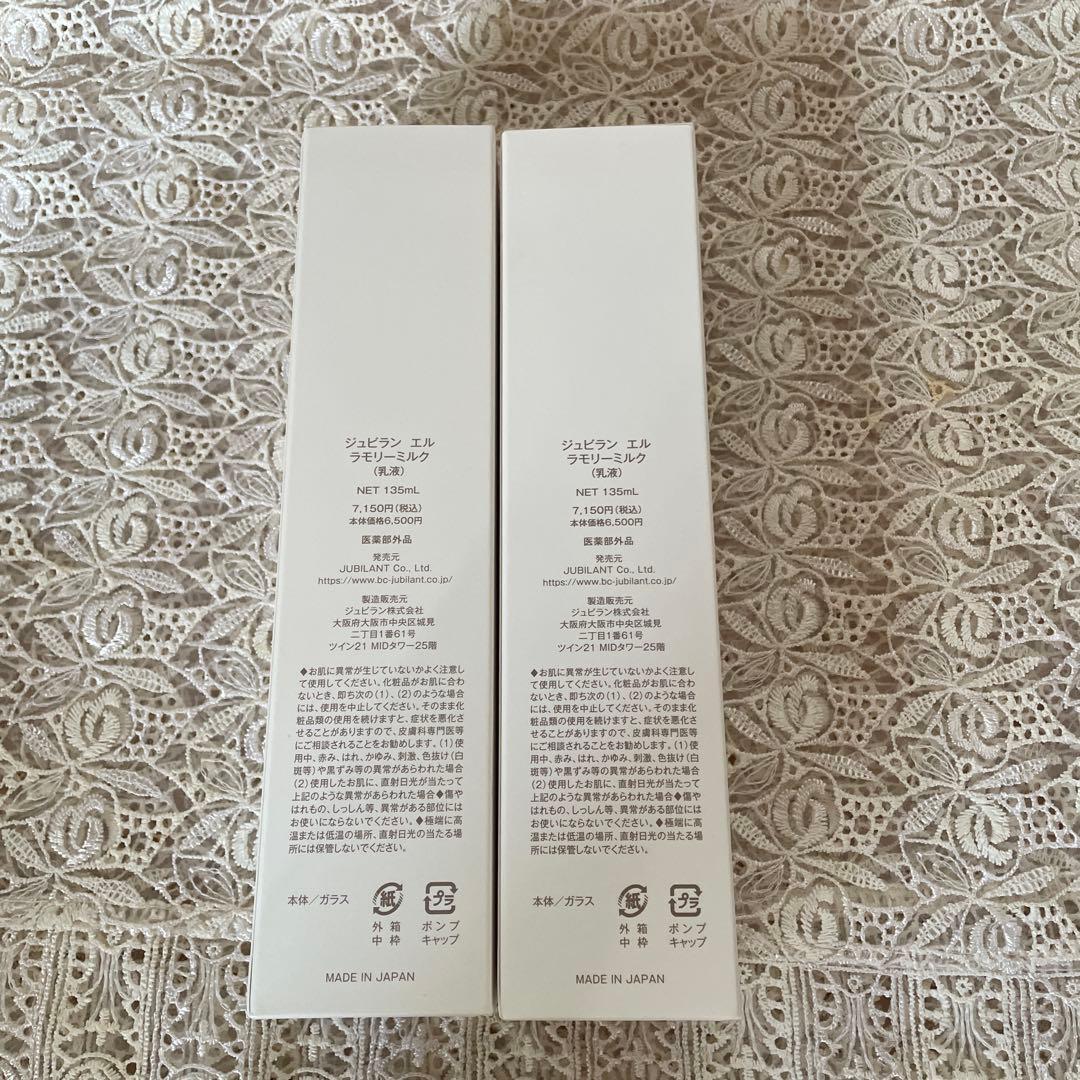 ジュビラン エル
ラモリーミルク
(乳液)
NET 135mL
7,150円(税込)
本体価格6,500円
医薬部外品
発売元
JUBILANT Co., Ltd.
https://www.bc-jubilant.co.jp/
製造販売元
ジュビラン株式会社
大阪府大阪市中央区城見
二丁目1番61号
ツイン21 MIDタワー25階
◆お肌に異常が生じていないかよく注意し
て使用してください。化粧品がお肌に合わ
ないとき、即ち次の(1)、(2)のような場合
には、使用を中止してください。そのまま化
粧品類の使用を続けますと、症状を悪化さ
せることがありますので、皮膚科専門医等
にご相談されることをお勧めします。(1)使
用中、赤み、はれ、かゆみ、刺激、色抜け(白
斑等)や黒ずみ等の異常があらわれた場合
(2)使用したお肌に、直射日光が当たって
上記のような異常があらわれた場合◆傷や
はれもの、しっしん等、異常がある部位には
お使いにならないでください。◆極端に高
温または低温の場所、直射日光の当たる場
所には保管しないでください。
本体/ガラス
紙
プラ
外箱
中枠
ポンプ
キャップ
MADE IN JAPAN
ジュビラン エル
ラモリーミルク
(乳液)
NET 135mL
7,150円(税込)
本体価格6,500円
医薬部外品
発売元
JUBILANT Co., Ltd.
https://www.bc-jubilant.co.jp/
製造販売元
ジュビラン株式会社
大阪府大阪市中央区城見
二丁目1番61号
ツイン21 MIDタワー25階
◆お肌に異常が生じていないかよく注意し
て使用してください。化粧品がお肌に合わ
ないとき、即ち次の(1)、(2)のような場合
には、使用を中止してください。そのまま化
粧品類の使用を続けますと、症状を悪化さ
せることがありますので、皮膚科専門医等
にご相談されることをお勧めします。(1)使
用中、赤み、はれ、かゆみ、刺激、色抜け(白
斑等)や黒ずみ等の異常があらわれた場合
(2)使用したお肌に、直射日光が当たって
上記のような異常があらわれた場合◆傷や
はれもの、しっしん等、異常がある部位には
お使いにならないでください。◆極端に高
温または低温の場所、直射日光の当たる場
所には保管しないでください。
本体/ガラス
紙
プラ
外箱
中枠
ポンプ
キャップ
MADE IN JAPAN